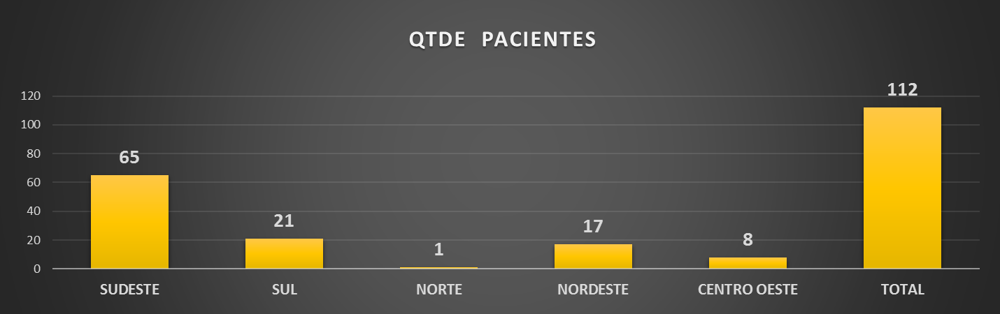 QTDE PACIENTES
120
100
80
60
40
20
0
65
21
1
17
8
112
SUDESTE
SUL
NORTE
NORDESTE
CENTRO OESTE
TOTAL